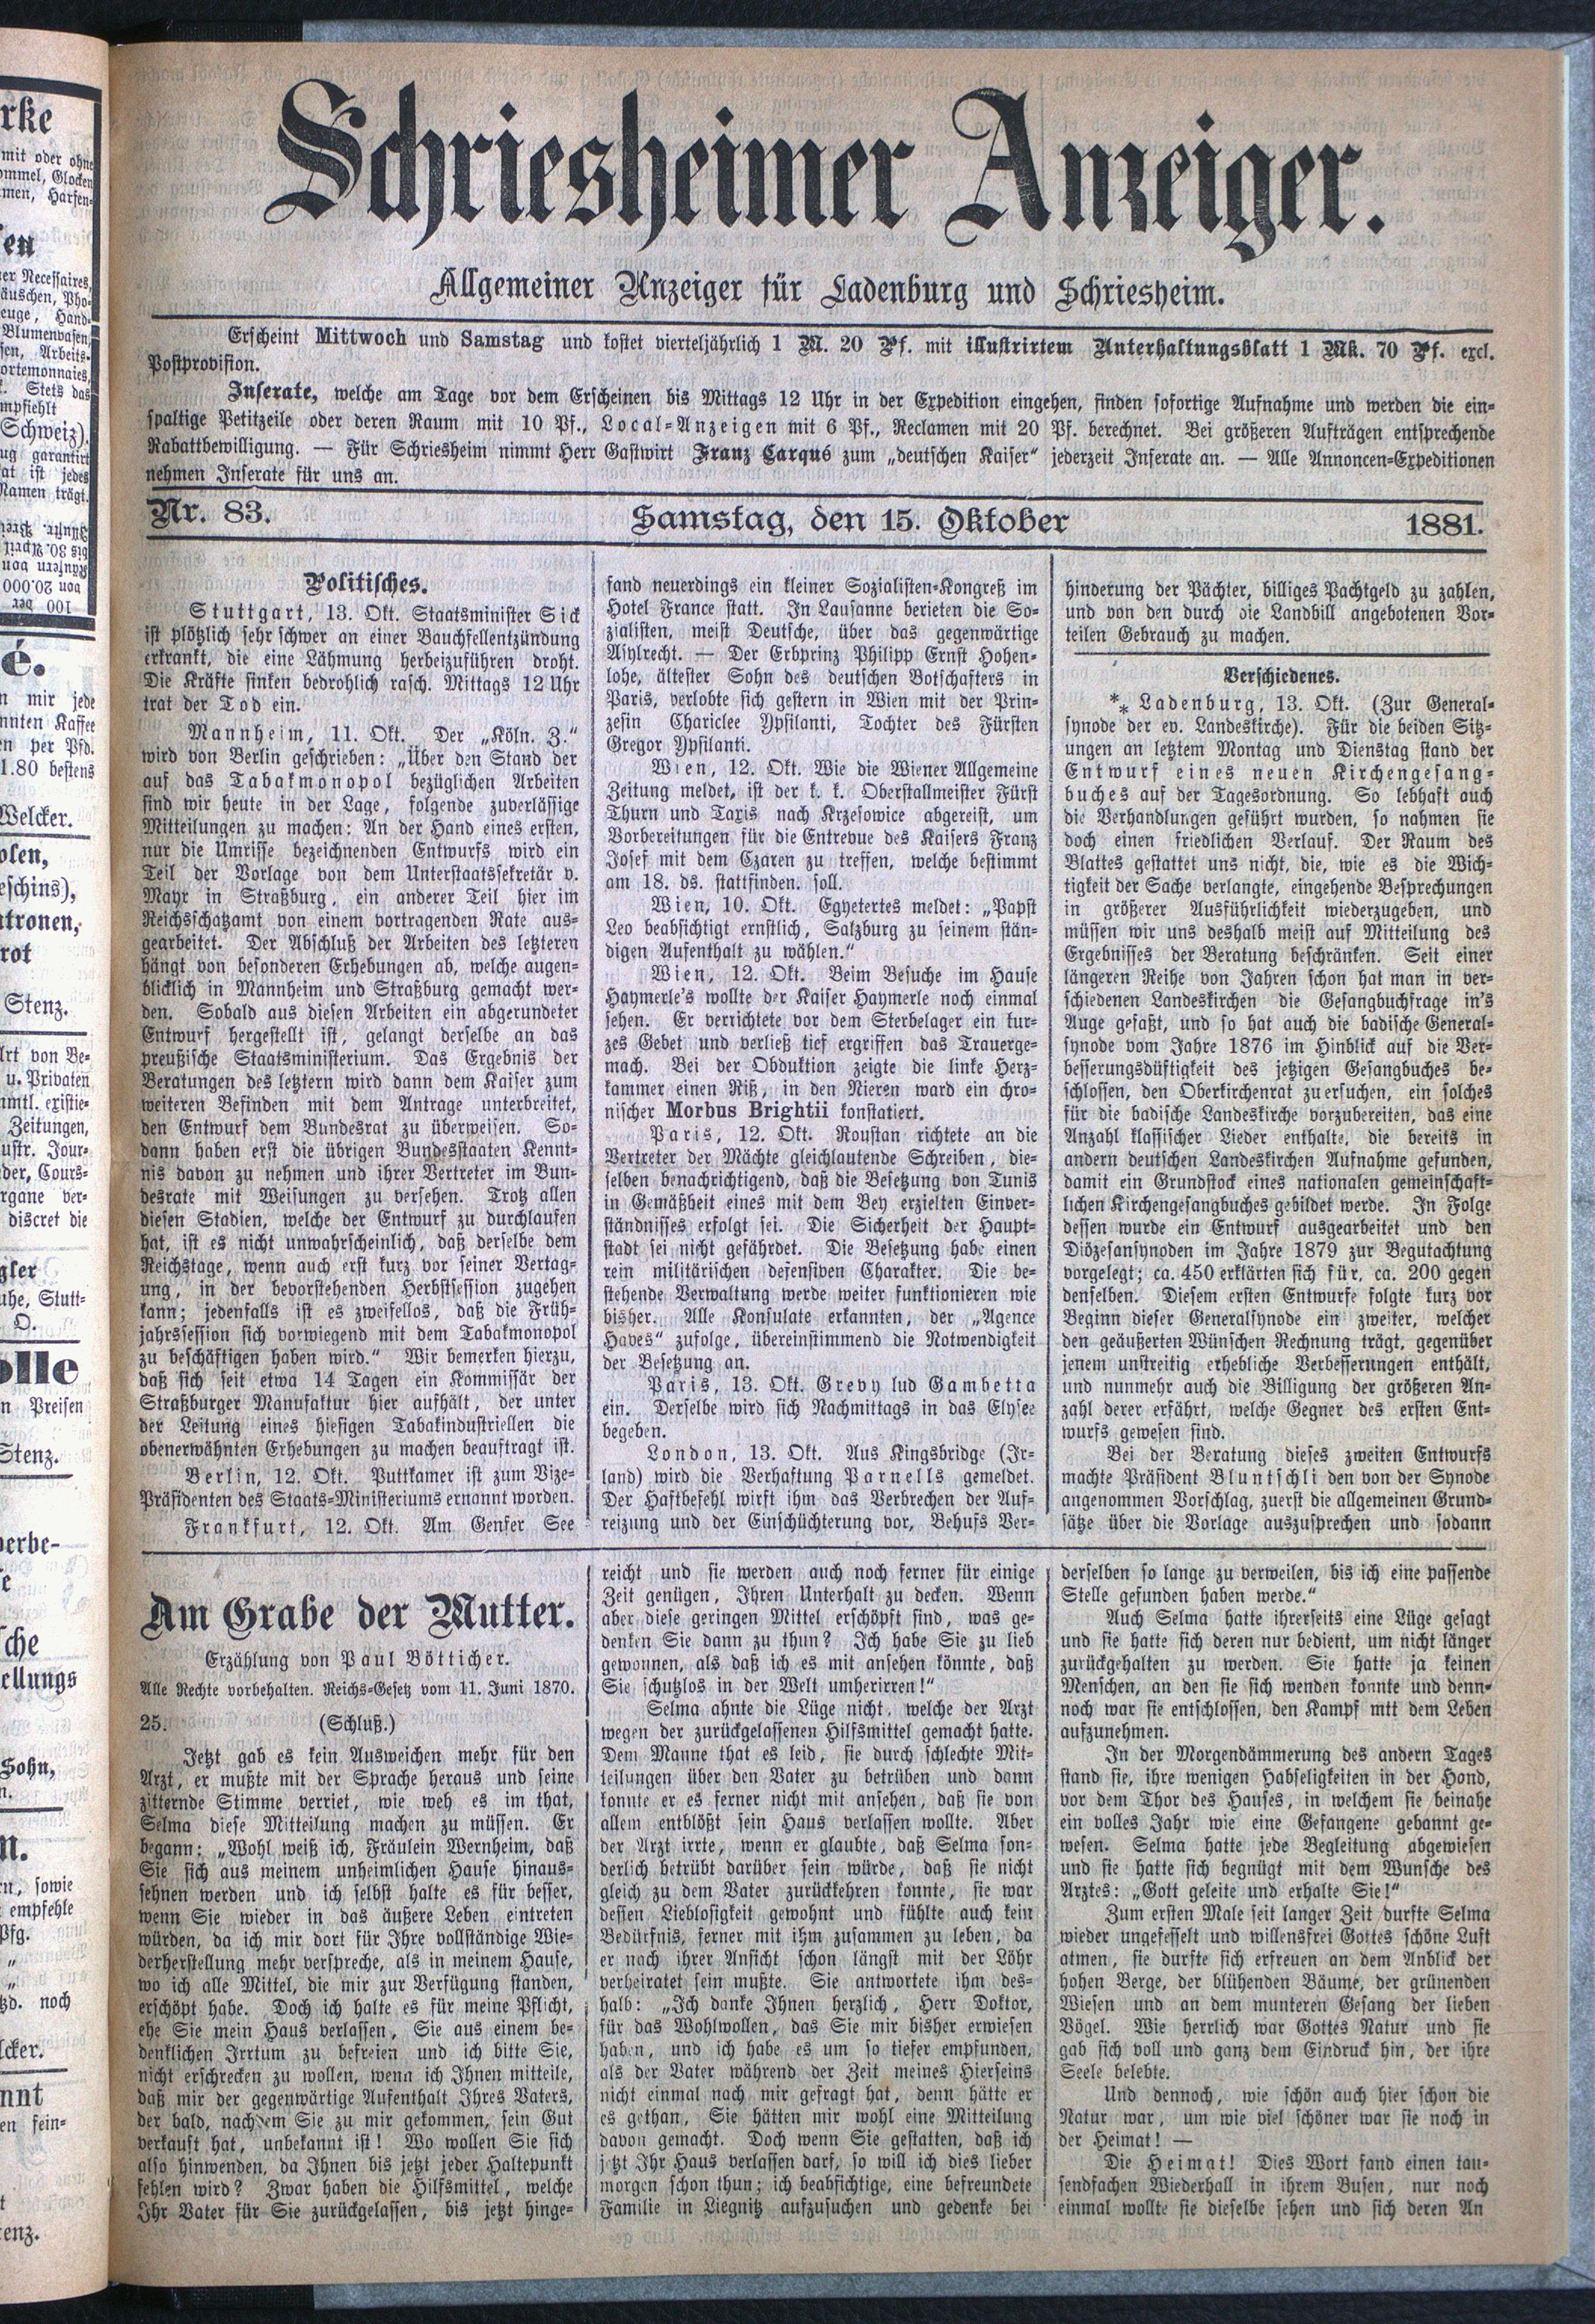 Schriesheimer Anzeiger.
Allgemeiner Anzeiger für Ladenburg und Schriesheim.
Erscheint Mittwoch und Samstag und kostet vierteljährlich 1 M. 20 Pf. mit illustrirtem Unterhaltungsblatt 1 Mk. 70 Pf. excl.
Postprovision.
Inserate, welche am Tage vor dem Erscheinen bis Mittags 12 Uhr in der Expedition eingehen, finden sofortige Aufnahme und werden die ein-
spaltige Petitzeile oder deren Raum mit 10 Pf., Local-Anzeigen mit 6 Pf., Reclamen mit 20 Pf. berechnet. Bei größeren Aufträgen entsprechende
Rabattbewilligung. — Für Schriesheim nimmt Herr Gastwirt Franz Carqué zum „deutschen Kaiser“ jederzeit Inserate an. — Alle Annoncen-Expeditionen
nehmen Inserate für uns an.
Nr. 83. Samstag, den 15. Oktober 1881.
Politisches.
Stuttgart, 13. Okt. Staatsminister Sick
ist plötzlich sehr schwer an einer Bauchfellentzündung
erkrankt, die eine Lähmung herbeizuführen droht.
Die Kräfte sinken bedrohlich rasch. Mittags 12 Uhr
trat der Tod ein.
Mannheim, 11. Okt. Der „Köln. Z.“
wird von Berlin geschrieben: „Über den Stand der
auf das Tabakmonopol bezüglichen Arbeiten
sind wir heute in der Lage, folgende zuverlässige
Mitteilungen zu machen: An der Hand eines ersten,
nur die Umrisse bezeichnenden Entwurfs wird ein
Teil der Vorlage von dem Unterstaatssekretär v.
Mayr in Straßburg, ein anderer Teil hier im
Reichsschatzamt von einem vortragenden Rate aus-
gearbeitet. Der Abschluß der Arbeiten des letzteren
hängt von besonderen Erhebungen ab, welche augen-
blicklich in Mannheim und Straßburg gemacht wer-
den. Sobald aus diesen Arbeiten ein abgerundeter
Entwurf hergestellt ist, gelangt derselbe an das
preußische Staatsministerium. Das Ergebnis der
Beratungen des letztern wird dann dem Kaiser zum
weiteren Befinden mit dem Antrage unterbreitet,
den Entwurf dem Bundesrat zu überweisen. So-
dann haben erst die übrigen Bundesstaaten Kennt-
nis davon zu nehmen und ihrer Vertreter im Bun-
desrate mit Weisungen zu versehen. Trotz allen
diesen Stadien, welche der Entwurf zu durchlaufen
hat, ist es nicht unwahrscheinlich, daß derselbe dem
Reichstage, wenn auch erst kurz vor seiner Vertag-
ung, in der bevorstehenden Herbstsession zugehen
kann; jedenfalls ist es zweifellos, daß die Früh-
jahrssession sich vorwiegend mit dem Tabakmonopol
zu beschäftigen haben wird.“ Wir bemerken hierzu,
daß sich seit etwa 14 Tagen ein Kommissär der
Straßburger Manufaktur hier aufhält, der unter
der Leitung eines hiesigen Tabakindustriellen die
obenerwähnten Erhebungen zu machen beauftragt ist.
Berlin, 12. Okt. Puttkamer ist zum Vize-
Präsidenten des Staats-Ministeriums ernannt worden.
Frankfurt, 12. Okt. Am Genfer See
fand neuerdings ein kleiner Sozialisten-Kongreß im
Hotel France statt. In Lausanne berieten die So-
zialisten, meist Deutsche, über das gegenwärtige
Asylrecht. — Der Erbprinz Philipp Ernst Hohen-
lohe, ältester Sohn des deutschen Botschafters in
Paris, verlobte sich gestern in Wien mit der Prin-
zesin Chariclee Ypsilanti, Tochter des Fürsten
Gregor Ypsilanti.
Wien, 12. Okt. Wie die Wiener Allgemeine
Zeitung meldet, ist der k. k. Oberstallmeister Fürst
Thurn und Taxis nach Krzesowice abgereist, um
Vorbereitungen für die Entrevue des Kaisers Franz
Josef mit dem Czaren zu treffen, welche bestimmt
am 18. ds. stattfinden. soll.
Wien, 10. Okt. Egyetertes meldet: „Papst
Leo beabsichtigt ernstlich, Salzburg zu seinem stän-
digen Aufenthalt zu wählen.“
Wien, 12. Okt. Beim Besuche im Hause
Haymerle's wollte der Kaiser Haymerle noch einmal
sehen. Er verrichtete vor dem Sterbelager ein kur-
zes Gebet und verließ tief ergriffen das Trauerge-
mach. Bei der Obduktion zeigte die linke Herz-
kammer einen Riß, in den Nieren ward ein chro-
nischer Morbus Brightii konstatiert.
Paris, 12. Okt. Roustan richtete an die
Vertreter der Mächte gleichlautende Schreiben, die-
selben benachrichtigend, daß die Besetzung von Tunis
in Gemäßheit eines mit dem Bey erzielten Einver-
ständnisses erfolgt sei. Die Sicherheit der Haupt-
stadt sei nicht gefährdet. Die Besetzung habe einen
rein militärischen defensiven Charakter. Die be-
stehende Verwaltung werde weiter funktionieren wie
bisher. Alle Konsulate erkannten, der „Agence
Haves“ zufolge, übereinstimmend die Notwendigkeit
der Besetzung an.
Paris, 13. Okt. Grevy lud Gambetta
ein. Derselbe wird sich Nachmittags in das Elysee
begeben.
London, 13. Okt. Aus Kingsbridge (Ir-
land) wird die Verhaftung Parnells gemeldet.
Der Haftbefehl wirft ihm das Verbrechen der Auf-
reizung und der Einschüchterung vor, Behufs Ver-
hinderung der Pächter, billiges Pachtgeld zu zahlen,
und von den durch die Landbill angebotenen Vor-
teilen Gebrauch zu machen.
Verschiedenes.
** Ladenburg, 13. Okt. (Zur General-
synode der ev. Landeskirche). Für die beiden Sitz-
ungen an letztem Montag und Dienstag stand der
Entwurf eines neuen Kirchengesang-
buches auf der Tagesordnung. So lebhaft auch
die Verhandlungen geführt wurden, so nahmen sie
doch einen friedlichen Verlauf. Der Raum des
Blattes gestattet uns nicht, die, wie es die Wich-
tigkeit der Sache verlangte, eingehende Besprechungen
in größerer Ausführlichkeit wiederzugeben, und
müssen wir uns deshalb meist auf Mitteilung des
Ergebnisses der Beratung beschränken. Seit einer
längeren Reihe von Jahren schon hat man in ver-
schiedenen Landeskirchen die Gesangbuchfrage in's
Auge gefaßt, und so hat auch die badische General-
synode vom Jahre 1876 im Hinblick auf die Ver-
besserungsdüftigkeit des jetzigen Gesangbuches be-
schlossen, den Oberkirchenrat zu ersuchen, ein solches
für die badische Landeskirche vorzubereiten, das eine
Anzahl klassischer Lieder enthalte, die bereits in
andern deutschen Landeskirchen Aufnahme gefunden,
damit ein Grundstock eines nationalen gemeinschaft-
lichen Kirchengesangbuches gebildet werde. In Folge
dessen wurde ein Entwurf ausgearbeitet und den
Diözesansynoden im Jahre 1879 zur Begutachtung
vorgelegt; ca. 450 erklärten sich für, ca. 200 gegen
denselben. Diesem ersten Entwurfe folgte kurz vor
Beginn dieser Generalsynode ein zweiter, welcher
den geäußerten Wünschen Rechnung trägt, gegenüber
jenem unstreitig erhebliche Verbesserungen enthält,
und nunmehr auch die Billigung der größeren An-
zahl derer erfährt, welche Gegner des ersten Ent-
wurfs gewesen sind.
Bei der Beratung dieses zweiten Entwurfs
machte Präsident Bluntschli den von der Synode
angenommen Vorschlag, zuerst die allgemeinen Grund-
sätze über die Vorlage auszusprechen und sodann
Am Grabe der Mutter.
Erzählung von Paul Bötticher.
Alle Rechte vorbehalten. Reichs-Gesetz vom 11. Juni 1870.
25. (Schluß.)
Jetzt gab es kein Ausweichen mehr für den
Arzt, er mußte mit der Sprache heraus und seine
zitternde Stimme verriet, wie weh es im that,
Selma diese Mitteilung machen zu müssen. Er
begann: „Wohl weiß ich, Fräulein Wernheim, daß
Sie sich aus meinem unheimlichen Hause hinaus-
sehnen werden und ich selbst halte es für besser,
wenn Sie wieder in das äußere Leben eintreten
würden, da ich mir dort für Ihre vollständige Wie-
derherstellung mehr verspreche, als in meinem Hause,
wo ich alle Mittel, die mir zur Verfügung standen,
erschöpt habe. Doch ich halte es für meine Pflicht,
ehe Sie mein Haus verlassen, Sie aus einem be-
denklichen Irrtum zu befreien und ich bitte Sie,
nicht erschrecken zu wollen, wenn ich Ihnen mitteile,
daß mir der gegenwärtige Aufenthalt Ihres Vaters,
der bald, nachdem Sie zu mir gekommen, sein Gut
verkauft hat, unbekannt ist! Wo wollen Sie sich
also hinwenden, da Ihnen bis jetzt jeder Haltepunkt
fehlen wird? Zwar haben die Hilfsmittel, welche
Ihr Vater für Sie zurückgelassen, bis jetzt hinge-
reicht und sie werden auch noch ferner für einige
Zeit genügen, Ihren Unterhalt zu decken. Wenn
aber diese geringen Mittel erschöpft sind, was ge-
denken Sie dann zu thun? Ich habe Sie zu lieb
gewonnen, als daß ich es mit ansehen könnte, daß
Sie schutzlos in der Welt umherirren!“
Selma ahnte die Lüge nicht, welche der Arzt
wegen der zurückgelassenen Hilfsmittel gemacht hatte.
Dem Manne that es leid, sie durch schlechte Mit-
teilungen über den Vater zu betrüben und dann
konnte er es ferner nicht mit ansehen, daß sie von
allem entblößt sein Haus verlassen wollte. Aber
der Arzt irrte, wenn er glaubte, daß Selma son-
derlich betrübt darüber sein würde, daß sie nicht
gleich zu dem Vater zurückkehren konnte, sie war
dessen Lieblosigkeit gewohnt und fühlte auch kein
Bedürfnis, ferner mit ihm zusammen zu leben, da
er nach ihrer Ansicht schon längst mit der Löhr
verheiratet sein mußte. Sie antwortete ihm des-
halb: „Ich danke Ihnen herzlich, Herr Doktor,
für das Wohlwollen, das Sie mir bisher erwiesen
haben, und ich habe es um so tiefer empfunden,
als der Vater während der Zeit meines Hierseins
nicht einmal nach mir gefragt hat, denn hätte er
es gethan, Sie hätten mir wohl eine Mitteilung
davon gemacht. Doch wenn Sie gestatten, daß ich
jetzt Ihr Haus verlassen darf, so will ich dies lieber
morgen schon thun; ich beabsichtige, eine befreundete
Familie in Liegnitz aufzusuchen und gedenke bei
derselben so lange zu verweilen, bis ich eine passende
Stelle gefunden haben werde.“
Auch Selma hatte ihrerseits eine Lüge gesagt
und sie hatte sich deren nur bedient, um nicht länger
zurückgehalten zu werden. Sie hatte ja keinen
Menschen, an den sie sich wenden konnte und denn-
noch war sie entschlossen, den Kampf mtt dem Leben
aufzunehmen.
In der Morgendämmerung des andern Tages
stand sie, ihre wenigen Habseligkeiten in der Hand,
vor dem Thor des Hauses, in welchem sie beinahe
ein volles Jahr wie eine Gefangene gebannt ge-
wesen. Selma hatte jede Begleitung abgewiesen
und sie hatte sich begnügt mit dem Wunsche des
Arztes: „Gott geleite und erhalte Sie!“
Zum ersten Male seit langer Zeit durfte Selma
wieder ungefesselt und willensfrei Gottes schöne Luft
atmen, sie durfte sich erfreuen an dem Anblick der
hohen Berge, der blühenden Bäume, der grünenden
Wiesen und an dem munteren Gesang der lieben
Vögel. Wie herrlich war Gottes Natur und sie
gab sich voll und ganz dem Eindruck hin, der ihre
Seele belebte.
Und dennoch, wie schön auch hier schon die
Natur war, um wie viel schöner war sie noch in
der Heimat! —
Die Heimat! Dies Wort fand einen tau-
sendfachen Wiederhall in ihrem Busen, nur noch
einmal wollte sie dieselbe sehen und sich deren An